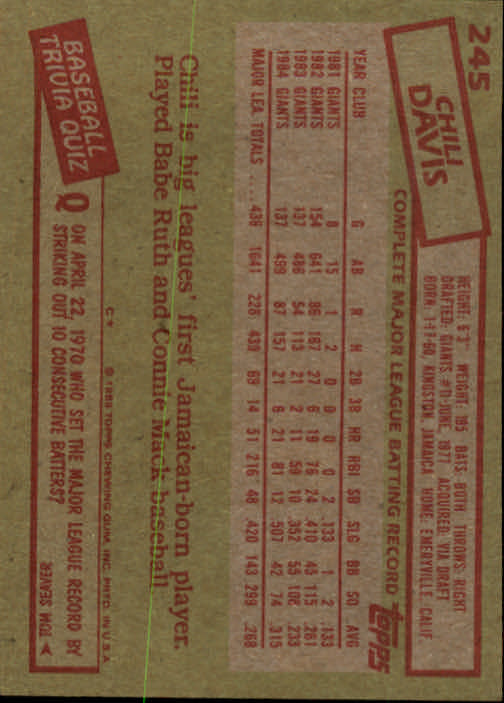 245
CHILI
DAVIS
HEIGHT: 6'3" WEIGHT: 195 BATS: BOTH THROWS: RIGHT
DRAFTED: GIANTS #11-JUNE, 1977 ACQUIRED: VIA DRAFT
BORN: 1-17-60, KINGSTON, JAMAICA HOME: EMERYVILLE, CALIF.
COMPLETE MAJOR LEAGUE BATTING RECORD
topps
YEAR CLUB G AB R H 2B 3B HR RBI SB SLG BB SO AVG
1981 GIANTS 8 15 1 2 0 0 0 0 2 .133 1 2 .133
1982 GIANTS 154 641 86 167 27 6 19 76 24 .410 45 115 .261
1983 GIANTS 137 486 54 113 21 2 11 59 10 .352 55 108 .233
1984 GIANTS 137 499 87 157 21 6 21 81 12 .507 42 74 .315
MAJOR LEA. TOTALS .... 436 1641 228 439 69 14 51 216 48 .420 143 299 .268
Chili is big leagues' first Jamaican-born player.
Played Babe Ruth and Connie Mack baseball
C* © 1985 TOPPS CHEWING GUM, INC. PRTD. IN U.S.A.
BASEBALL
TRIVIA QUIZ
Q ON APRIL 22, 1970 WHO SET THE MAJOR LEAGUE RECORD BY
STRIKING OUT 10 CONSECUTIVE BATTERS?
A TOM SEAVER